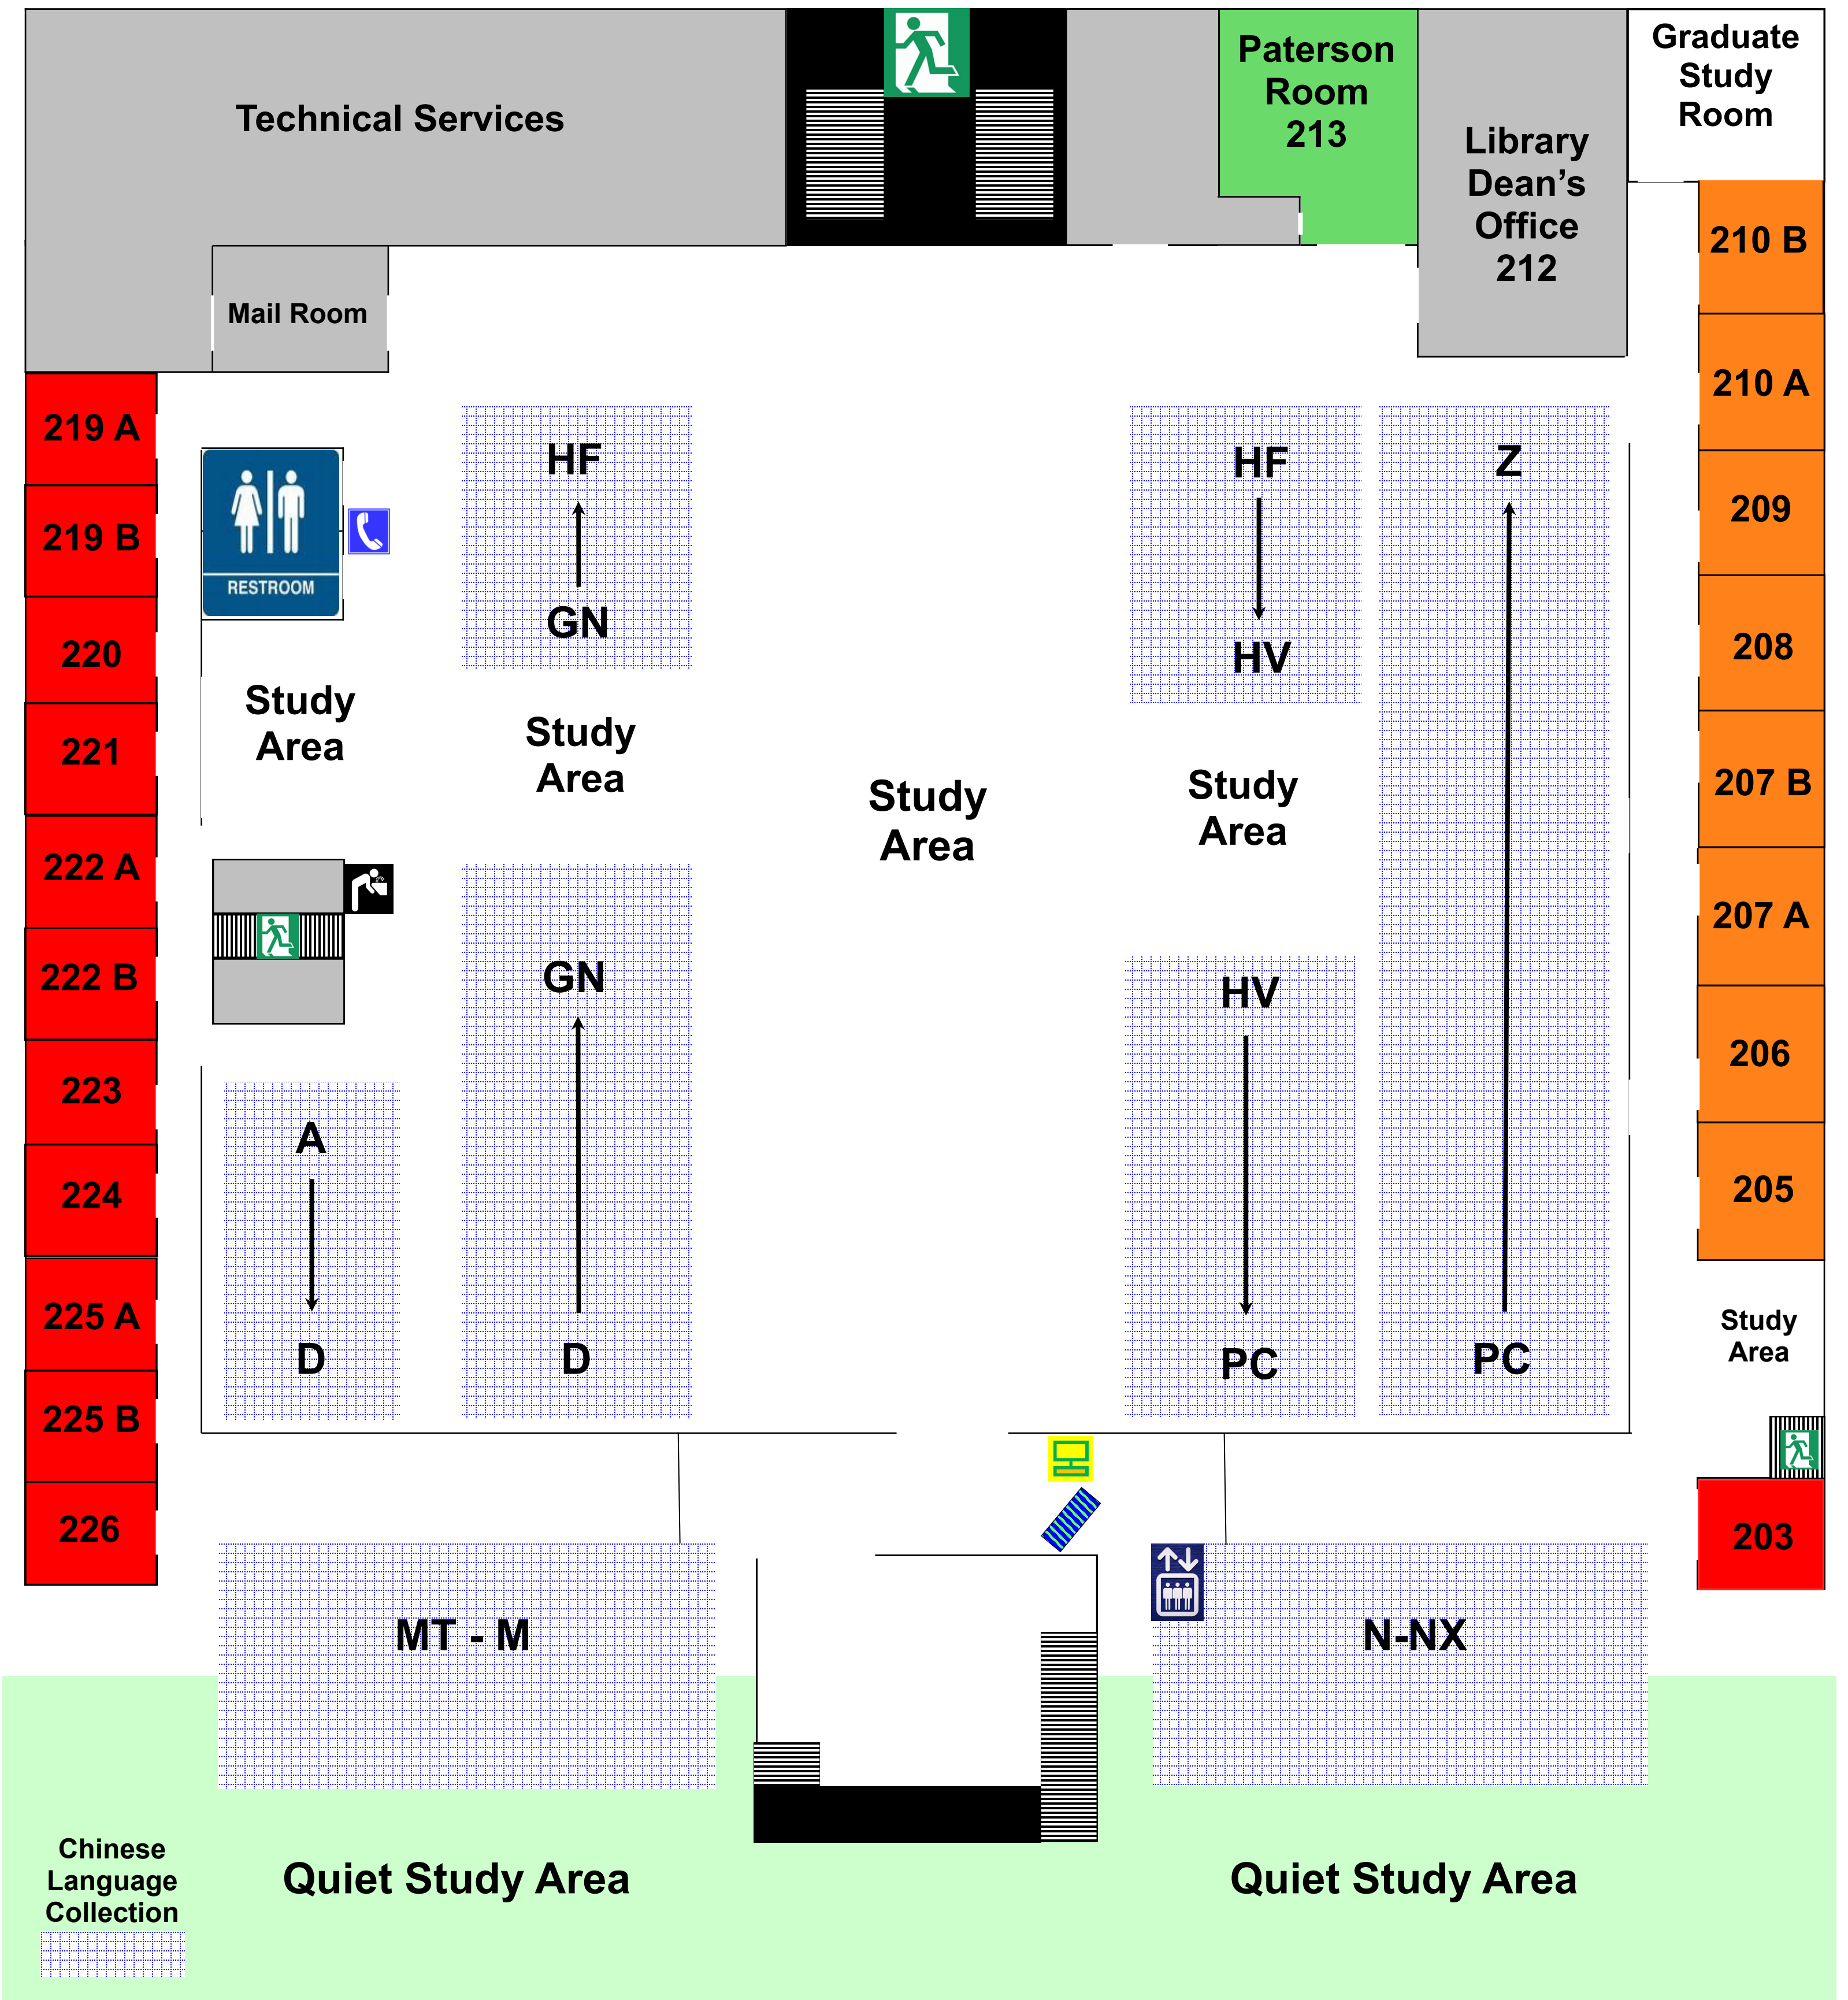 Technical Services
Paterson
Room
213
Library
Dean’s
Office
212
Graduate
Study
Room
Mail Room
210 B
210 A
209
208
207 B
207 A
206
205
Study
Area
203
219 A
219 B
220
221
222 A
222 B
223
224
225 A
225 B
226
RESTROOM
Study
Area
HF
GN
Study
Area
GN
D
A
D
Study
Area
HF
HV
Study
Area
HV
PC
Z
PC
MT - M
N-NX
Chinese
Language
Collection
Quiet Study Area
Quiet Study Area